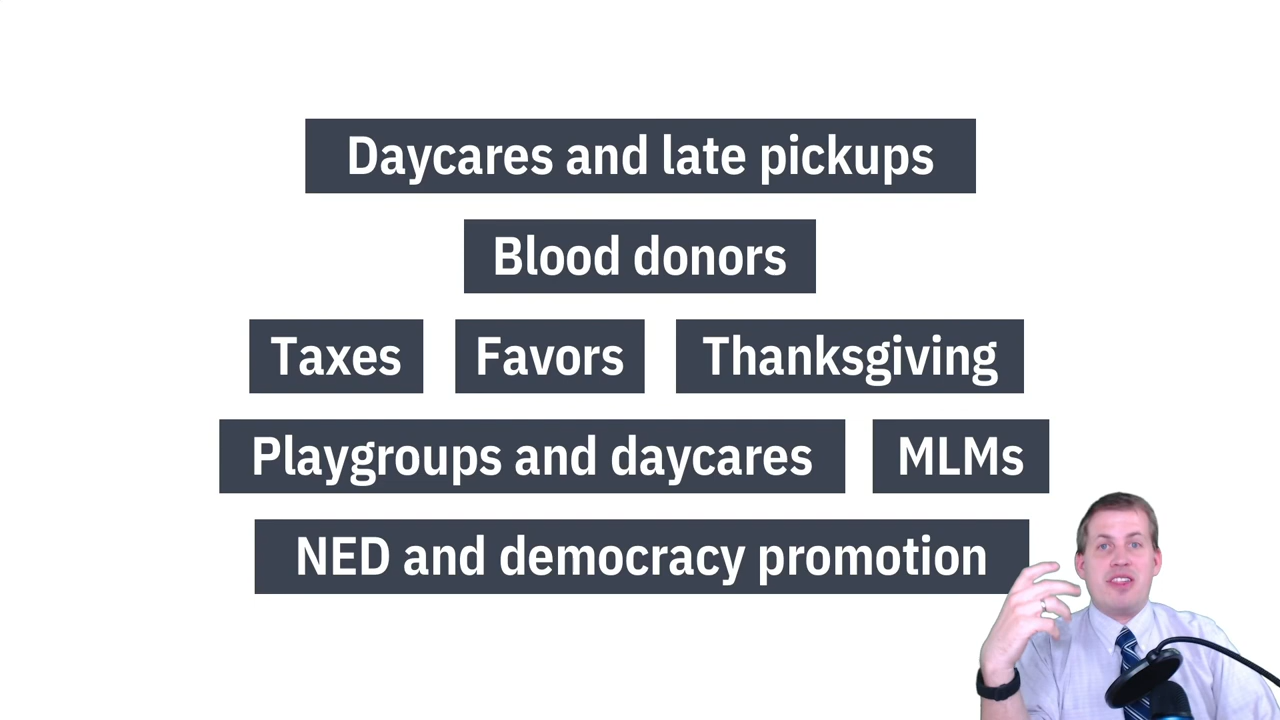 Daycares and late pickups
Blood donors
Taxes Favors Thanksgiving
Playgroups and daycares MLMs
NED and democracy promotion